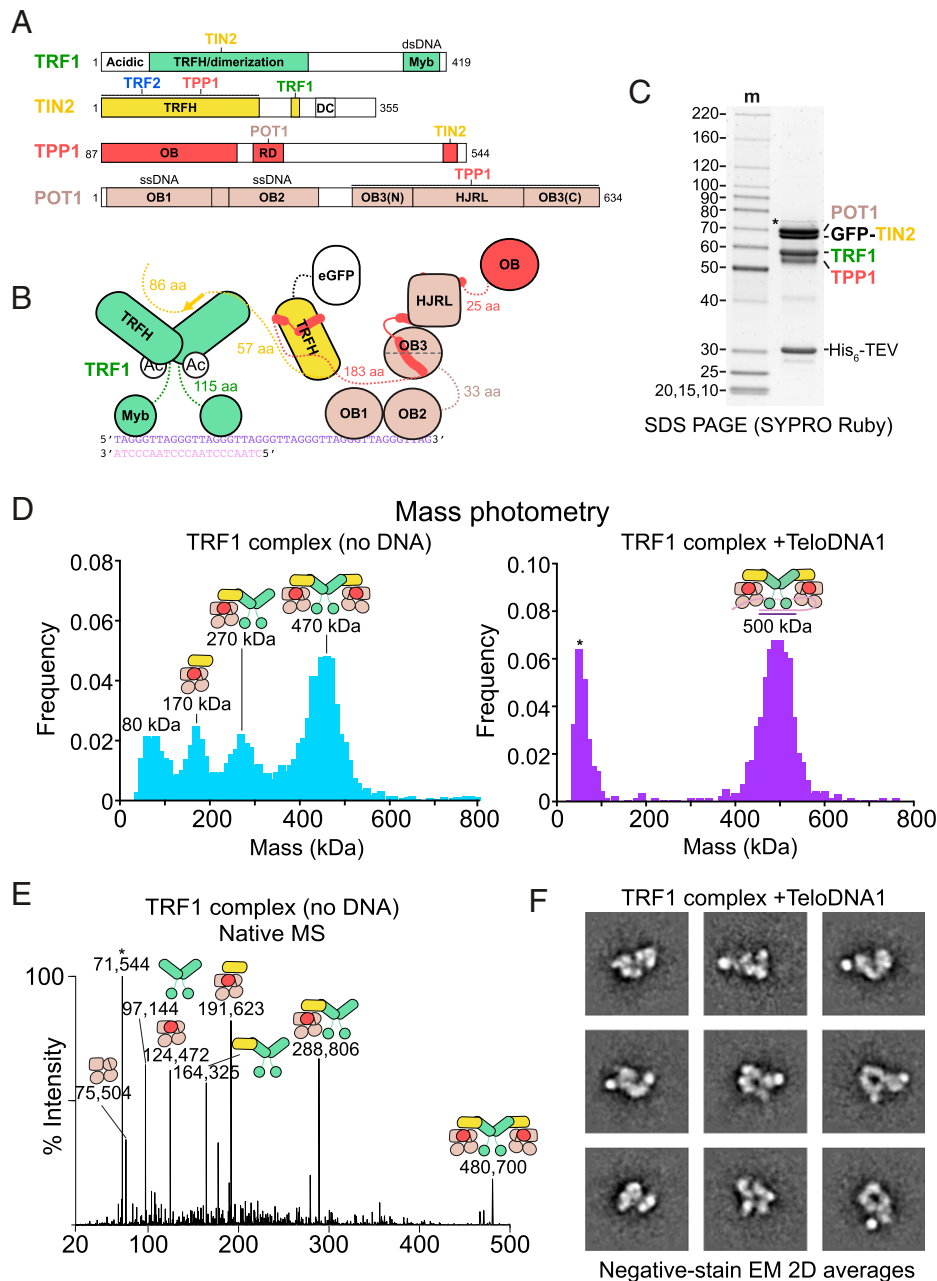 A
TIN2
dsDNA
TRF1 1 Acidic TRFH/dimerization Myb 419
TRF2 TPP1 TRF1
TIN2 1 TRFH DC 355
POT1 TIN2
TPP1 87 OB RD 544
ssDNA ssDNA TPP1
POT1 1 OB1 OB2 OB3(N) HJRL OB3(C) 634
B
86 aa
eGFP
OB
HJRL
25 aa
TRFH
TRFH
57 aa
OB3
TRF1 Ac Ac
183 aa
115 aa
33 aa
Myb
OB1 OB2
5'TAGGGTTAGGGTTAGGGTTAGGGTTAGGGTTAGGGTTAGGGTTAG3'
3'ATCCCAATCCCAATCCCAATC5'
C
m
220
160
120
100
90
80
70
60
50
40
30
25
20,15,10
*
POT1
GFP-TIN2
TRF1
TPP1
His6-TEV
SDS PAGE (SYPRO Ruby)
D
Mass photometry
TRF1 complex (no DNA)
0.08
0.06
0.04
0.02
0
Frequency
80 kDa
170 kDa
270 kDa
470 kDa
0 200 400 600 800
Mass (kDa)
TRF1 complex +TeloDNA1
0.10
0.08
0.06
0.04
0.02
0
Frequency
*
500 kDa
0 200 400 600 800
Mass (kDa)
E
TRF1 complex (no DNA)
Native MS
100
% Intensity
*
71,544
97,144
191,623
124,472
164,325
288,806
75,504
480,700
20 100 200 300 400 500
F
TRF1 complex +TeloDNA1
Negative-stain EM 2D averages